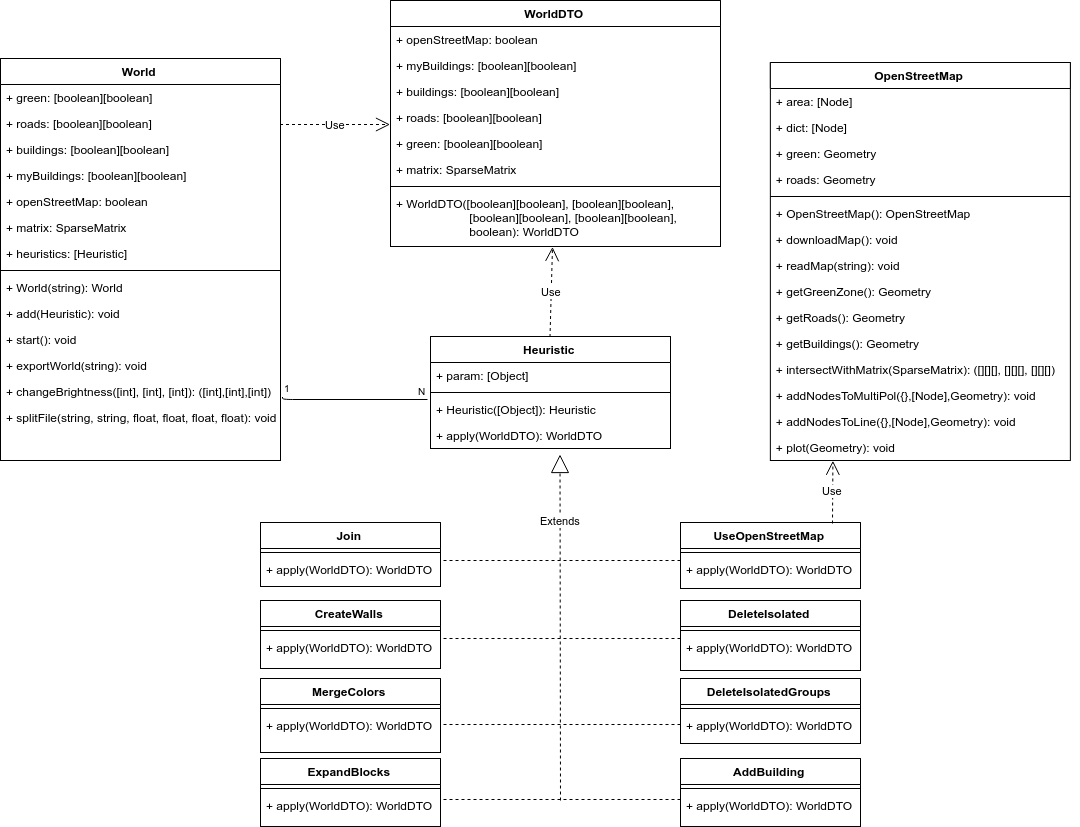 WorldDTO
+ openStreetMap: boolean
+ myBuildings: [boolean][boolean]
+ buildings: [boolean][boolean]
+ roads: [boolean][boolean]
+ green: [boolean][boolean]
+ matrix: SparseMatrix
+ WorldDTO([boolean][boolean], [boolean][boolean],
[boolean][boolean], [boolean][boolean],
boolean): WorldDTO
World
+ green: [boolean][boolean]
+ roads: [boolean][boolean]
+ buildings: [boolean][boolean]
+ myBuildings: [boolean][boolean]
+ openStreetMap: boolean
+ matrix: SparseMatrix
+ heuristics: [Heuristic]
+ World(string): World
+ add(Heuristic): void
+ start(): void
+ exportWorld(string): void
+ changeBrightness([int], [int], [int]): ([int],[int],[int])
+ splitFile(string, string, float, float, float, float): void
Use
OpenStreetMap
+ area: [Node]
+ dict: [Node]
+ green: Geometry
+ roads: Geometry
+ OpenStreetMap(): OpenStreetMap
+ downloadMap(): void
+ readMap(string): void
+ getGreenZone(): Geometry
+ getRoads(): Geometry
+ getBuildings(): Geometry
+ intersectWithMatrix(SparseMatrix): ([][][], [][][], [][][])
+ addNodesToMultiPol({},[Node],Geometry): void
+ addNodesToLine({},[Node],Geometry): void
+ plot(Geometry): void
Use
Heuristic
+ param: [Object]
+ Heuristic([Object]): Heuristic
+ apply(WorldDTO): WorldDTO
1
N
Use
Extends
Join
+ apply(WorldDTO): WorldDTO
UseOpenStreetMap
+ apply(WorldDTO): WorldDTO
CreateWalls
+ apply(WorldDTO): WorldDTO
DeleteIsolated
+ apply(WorldDTO): WorldDTO
MergeColors
+ apply(WorldDTO): WorldDTO
DeleteIsolatedGroups
+ apply(WorldDTO): WorldDTO
ExpandBlocks
+ apply(WorldDTO): WorldDTO
AddBuilding
+ apply(WorldDTO): WorldDTO